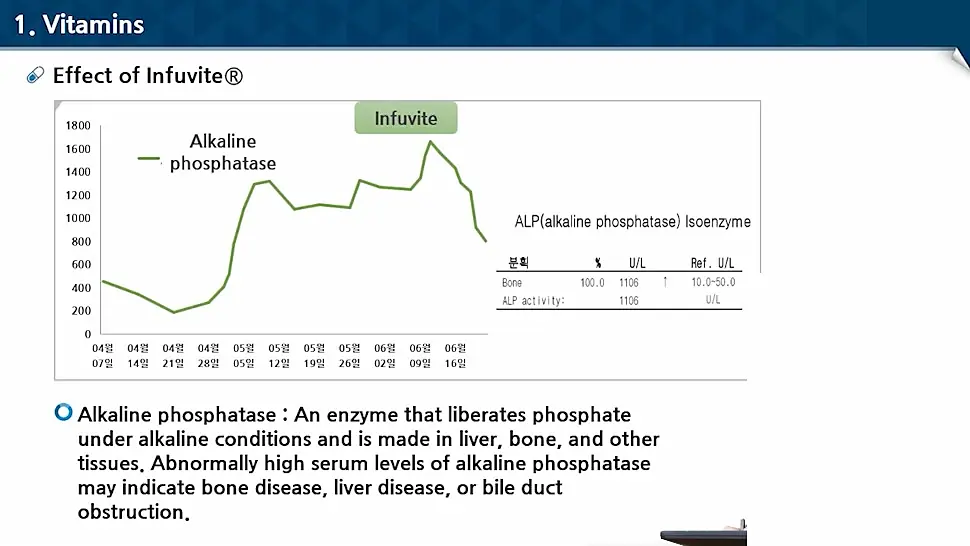 1. Vitamins
Effect of Infuvite®
Infuvite
Alkaline
phosphatase
1800
1600
1400
1200
1000
800
600
400
200
0
04월 04월 04월 04월 05월 05월 05월 05월 06월 06월 06월
07일 14일 21일 28일 05일 12일 19일 26일 02일 09일 16일
ALP(alkaline phosphatase) Isoenzyme
분획 % U/L Ref. U/L
Bone 100.0 1106 ↑ 10.0-50.0
ALP activity: 1106 U/L
Alkaline phosphatase : An enzyme that liberates phosphate
under alkaline conditions and is made in liver, bone, and other
tissues. Abnormally high serum levels of alkaline phosphatase
may indicate bone disease, liver disease, or bile duct
obstruction.